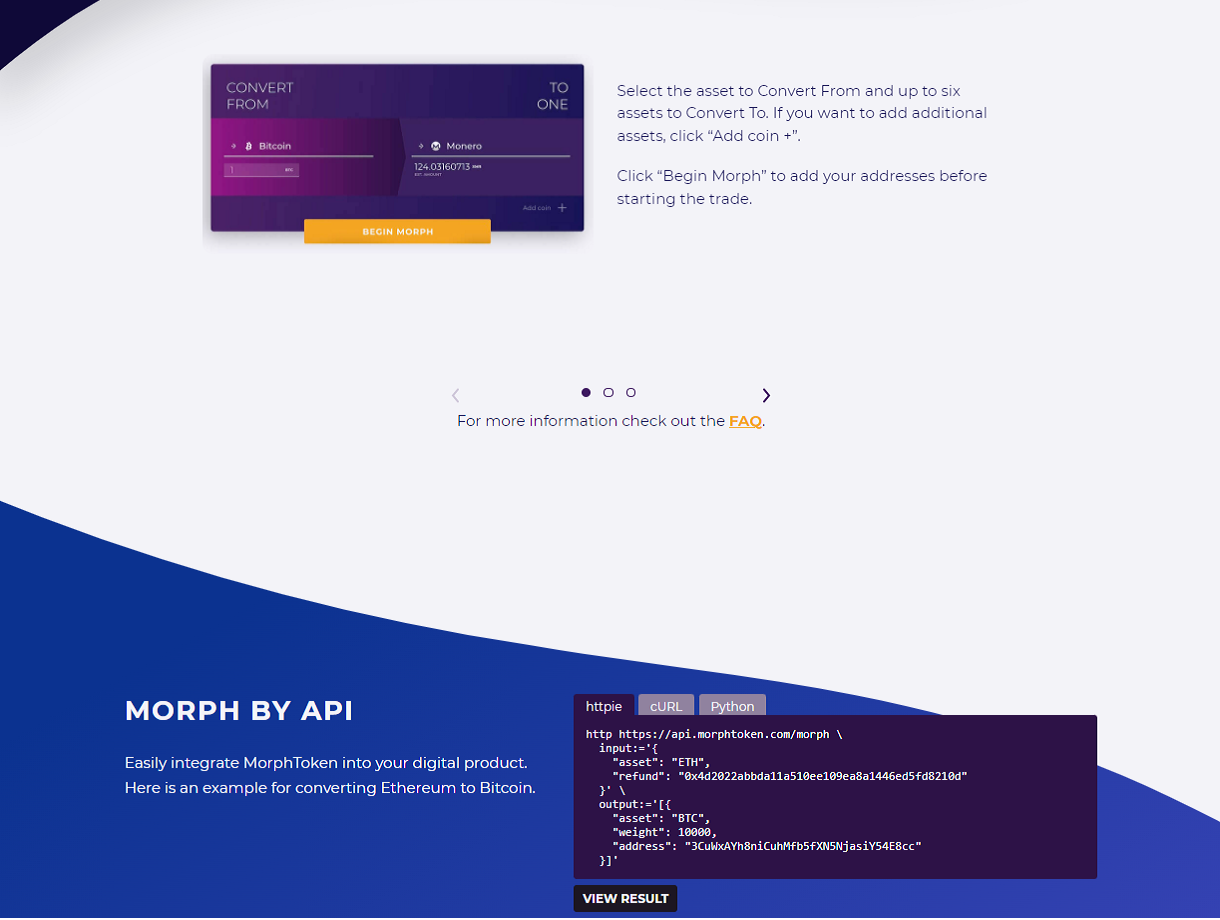 CONVERT
FROM
TO
ONE
Bitcoin
1 BTC
Monero
124.03160713 XMR
EST. AMOUNT
Add coin +
BEGIN MORPH
Select the asset to Convert From and up to six
assets to Convert To. If you want to add additional
assets, click “Add coin +”.
Click “Begin Morph” to add your addresses before
starting the trade.
For more information check out the FAQ.
MORPH BY API
Easily integrate MorphToken into your digital product.
Here is an example for converting Ethereum to Bitcoin.
httpie cURL Python
http https://api.morphtoken.com/morph \
input:='{
"asset": "ETH",
"refund": "0x4d2022abbda11a510ee109ea8a1446ed5fd8210d"
}' \
output:='[{
"asset": "BTC",
"weight": 10000,
"address": "3CuWxAYh8niCuhMfb5fXN5NjasiY54E8cc"
}]'
VIEW RESULT